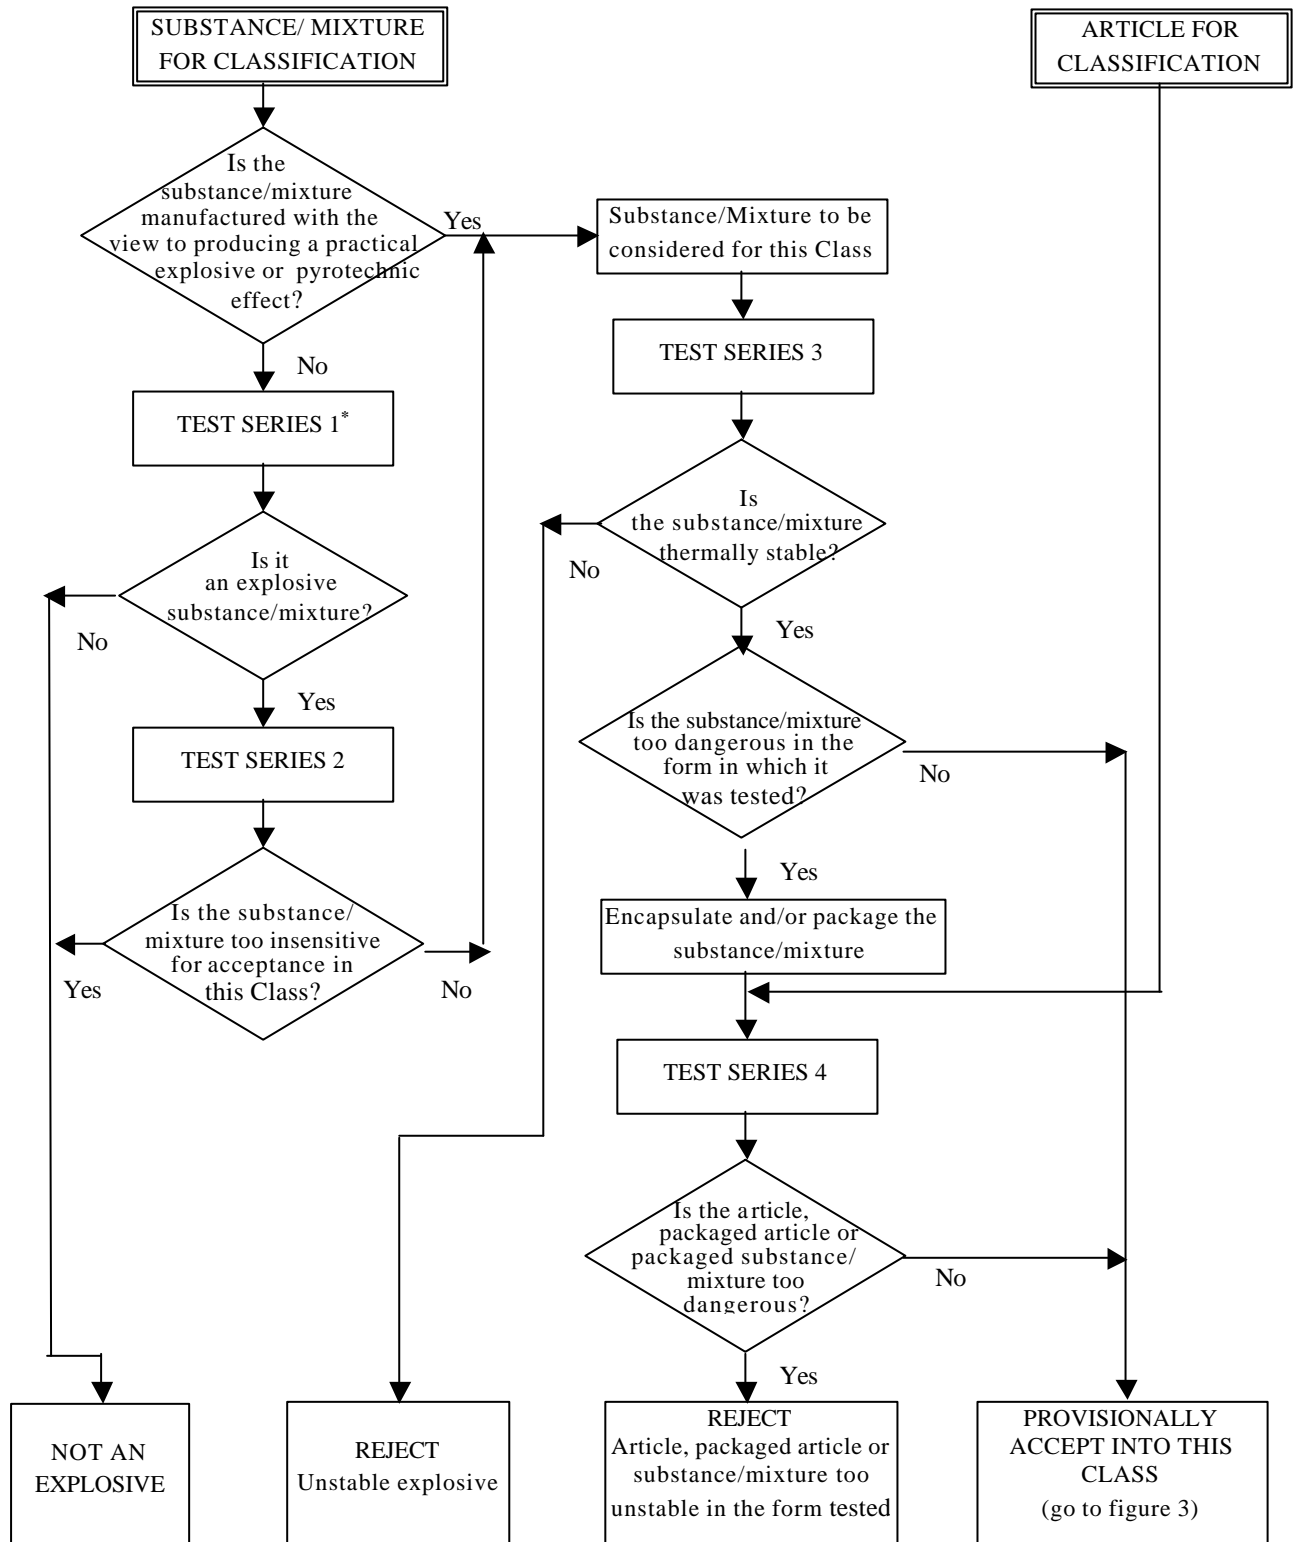 SUBSTANCE/ MIXTURE
FOR CLASSIFICATION
ARTICLE FOR
CLASSIFICATION
Is the
substance/mixture
manufactured with the
view to producing a practical
explosive or pyrotechnic
effect?
Yes
Substance/Mixture to be
considered for this Class
No
TEST SERIES 3
TEST SERIES 1*
Is
the substance/mixture
thermally stable?
No
Is it
an explosive
substance/mixture?
No
Yes
Yes
TEST SERIES 2
Is the substance/mixture
too dangerous in the
form in which it
was tested?
No
Yes
Is the substance/
mixture too insensitive
for acceptance in
this Class?
Yes
No
Encapsulate and/or package the
substance/mixture
TEST SERIES 4
Is the article,
packaged article or
packaged substance/
mixture too
dangerous?
No
Yes
NOT AN
EXPLOSIVE
REJECT
Unstable explosive
REJECT
Article, packaged article or
substance/mixture too
unstable in the form tested
PROVISIONALLY
ACCEPT INTO THIS
CLASS
(go to figure 3)